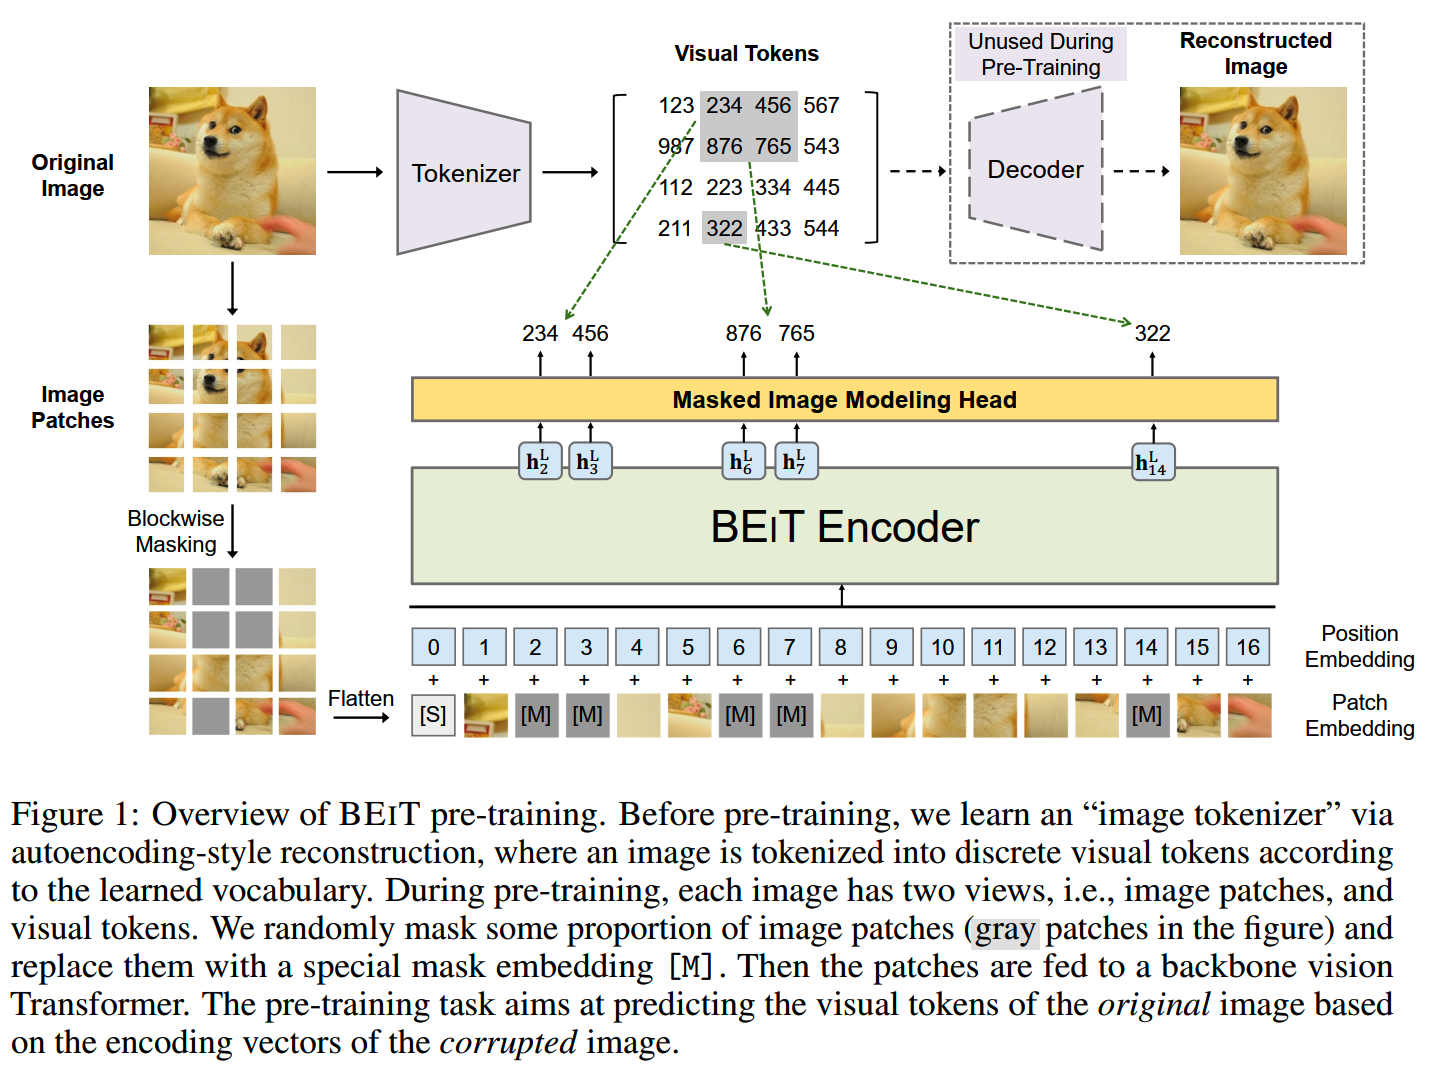 Visual Tokens
Unused During
Pre-Training
Reconstructed
Image
Original
Image
Tokenizer
123 234 456 567
987 876 765 543
112 223 334 445
211 322 433 544
Decoder
Image
Patches
234 456 876 765 322
Masked Image Modeling Head
h₂ᴸ h₃ᴸ h₆ᴸ h₇ᴸ h₁₄ᴸ
BEIT Encoder
Blockwise
Masking
0 1 2 3 4 5 6 7 8 9 10 11 12 13 14 15 16
Position
Embedding
+ + + + + + + + + + + + + + + + +
Flatten
[S] [M] [M] [M] [M] [M]
Patch
Embedding
Figure 1: Overview of BEIT pre-training. Before pre-training, we learn an “image tokenizer” via
autoencoding-style reconstruction, where an image is tokenized into discrete visual tokens according
to the learned vocabulary. During pre-training, each image has two views, i.e., image patches, and
visual tokens. We randomly mask some proportion of image patches (gray patches in the figure) and
replace them with a special mask embedding [M]. Then the patches are fed to a backbone vision
Transformer. The pre-training task aims at predicting the visual tokens of the original image based
on the encoding vectors of the corrupted image.